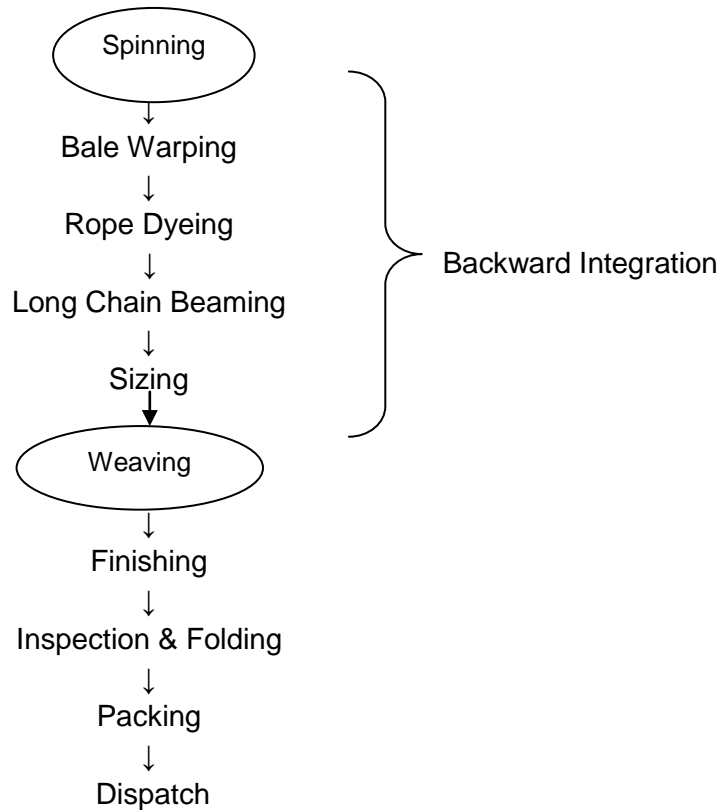 Spinning
↓
Bale Warping
↓
Rope Dyeing
↓
Long Chain Beaming
↓
Sizing
Weaving
↓
Finishing
↓
Inspection & Folding
↓
Packing
↓
Dispatch
Backward Integration